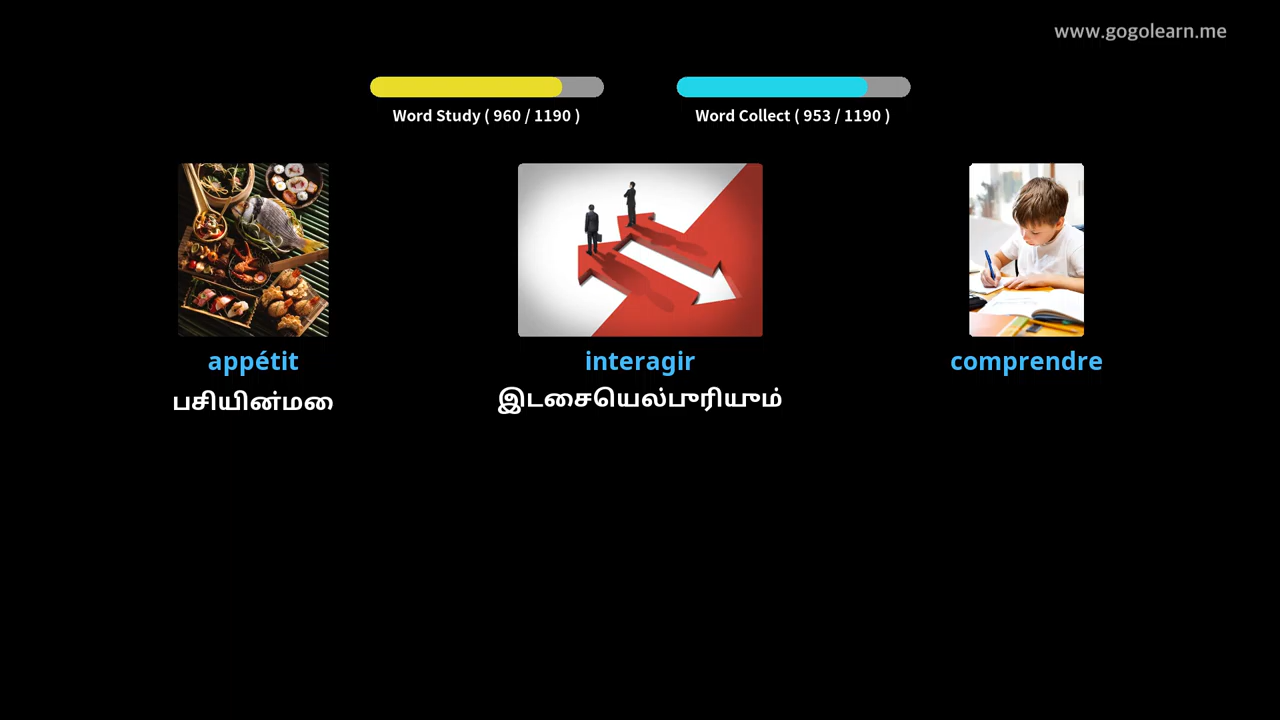 www.gogolearn.me
Word Study ( 960 / 1190 )
Word Collect ( 953 / 1190 )
appétit
interagir
comprendre
பசியின்மை
இடைசெயல்புரியும்